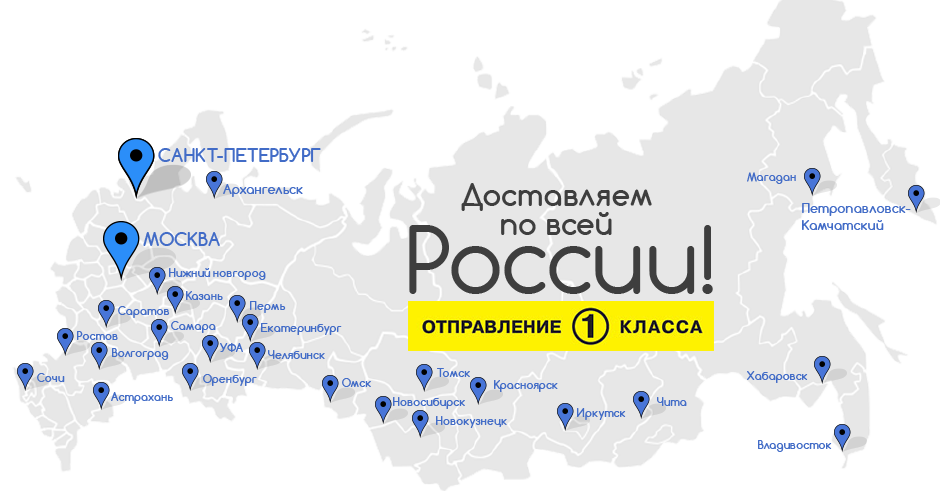 САНКТ-ПЕТЕРБУРГ
Архангельск
Доставляем
по всей
России!
ОТПРАВЛЕНИЕ 1 КЛАССА
Магадан
Петропавловск-
Камчатский
МОСКВА
Нижний новгород
Казань
Пермь
Саратов
Самара
Екатеринбург
Ростов
Волгоград
УФА
Челябинск
Сочи
Оренбург
Астрахань
Омск
Томск
Красноярск
Новосибирск
Новокузнецк
Иркутск
Чита
Хабаровск
Владивосток